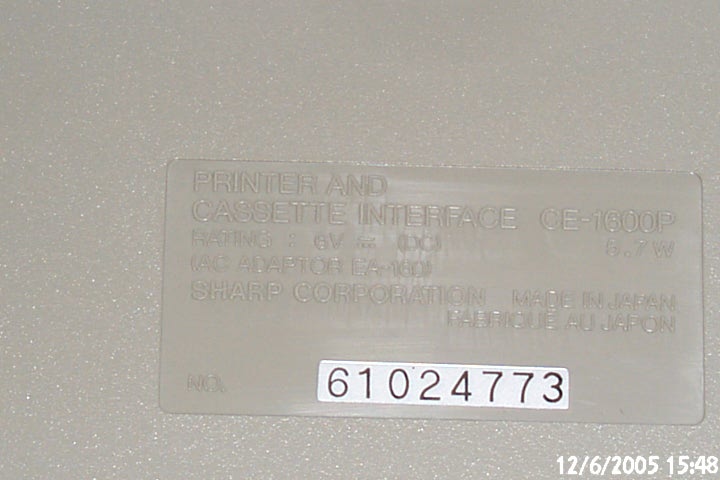 PRINTER AND
CASSETTE INTERFACE CE-1600P
RATING : 6V ⎓ (DC) 5.7W
(AC ADAPTOR EA-160)
SHARP CORPORATION MADE IN JAPAN
FABRIQUE AU JAPON
NO. 61024773
12/6/2005 15:48